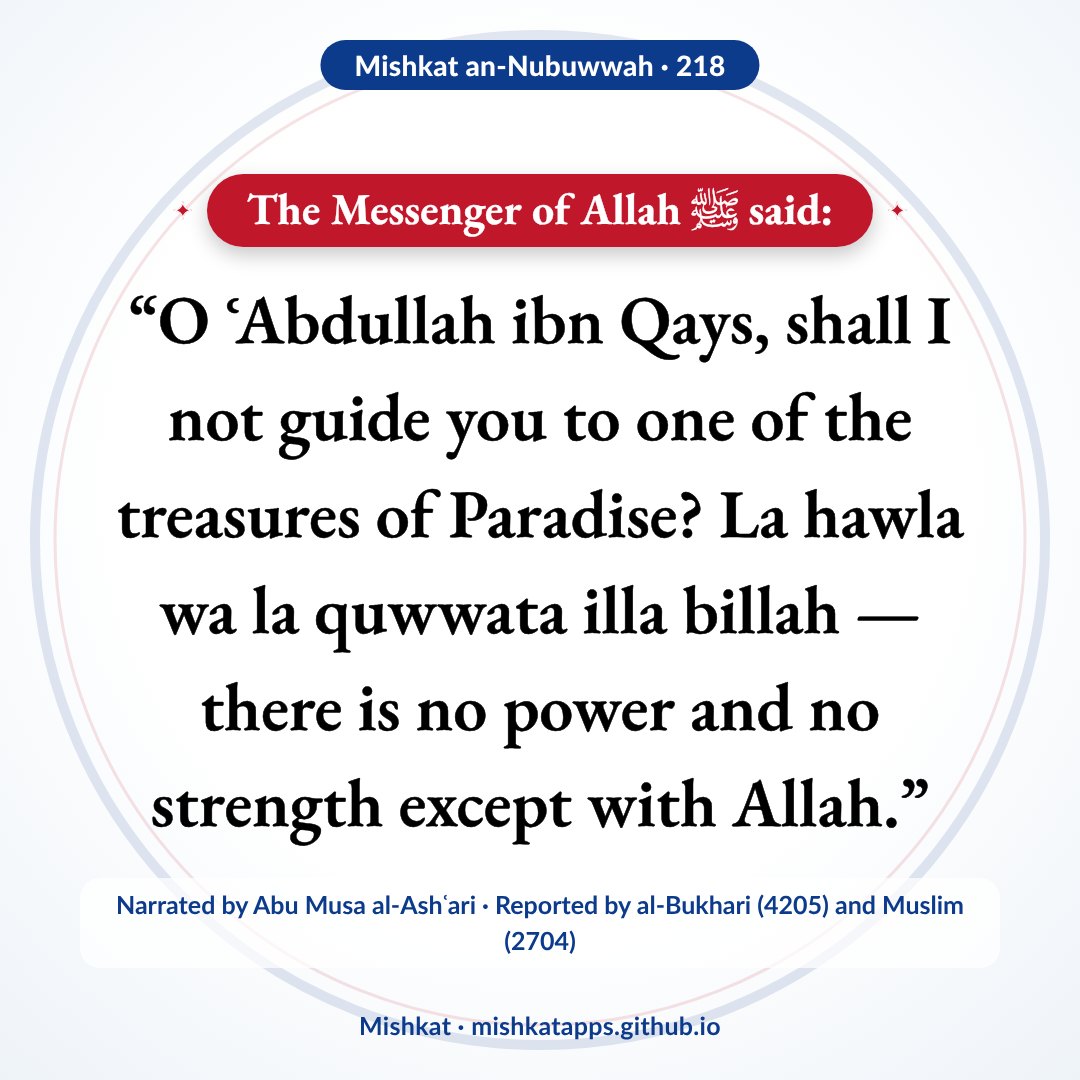 Mishkat an-Nubuwwah · 218
The Messenger of Allah ﷺ said:
“O ʿAbdullah ibn Qays, shall I
not guide you to one of the
treasures of Paradise? La hawla
wa la quwwata illa billah —
there is no power and no
strength except with Allah.”
Narrated by Abu Musa al-Ashʿari · Reported by al-Bukhari (4205) and Muslim
(2704)
Mishkat · mishkatapps.github.io